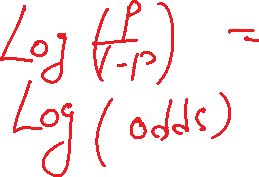 Log (p/1-p) =
Log (odds)